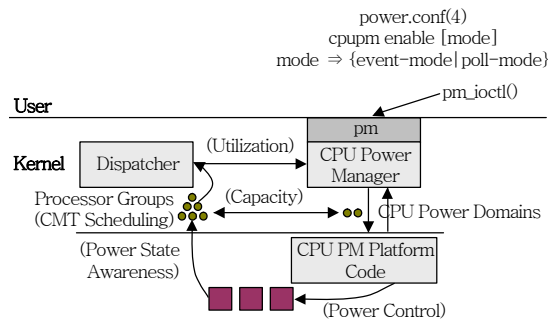 power.conf(4)
cpupm enable [mode]
mode ⇒ {event-mode|poll-mode}
pm_ioctl()
User
pm
(Utilization)
Kernel
Dispatcher
CPU Power
Manager
Processor Groups
(CMT Scheduling)
(Capacity)
CPU Power Domains
(Power State
Awareness)
CPU PM Platform
Code
(Power Control)